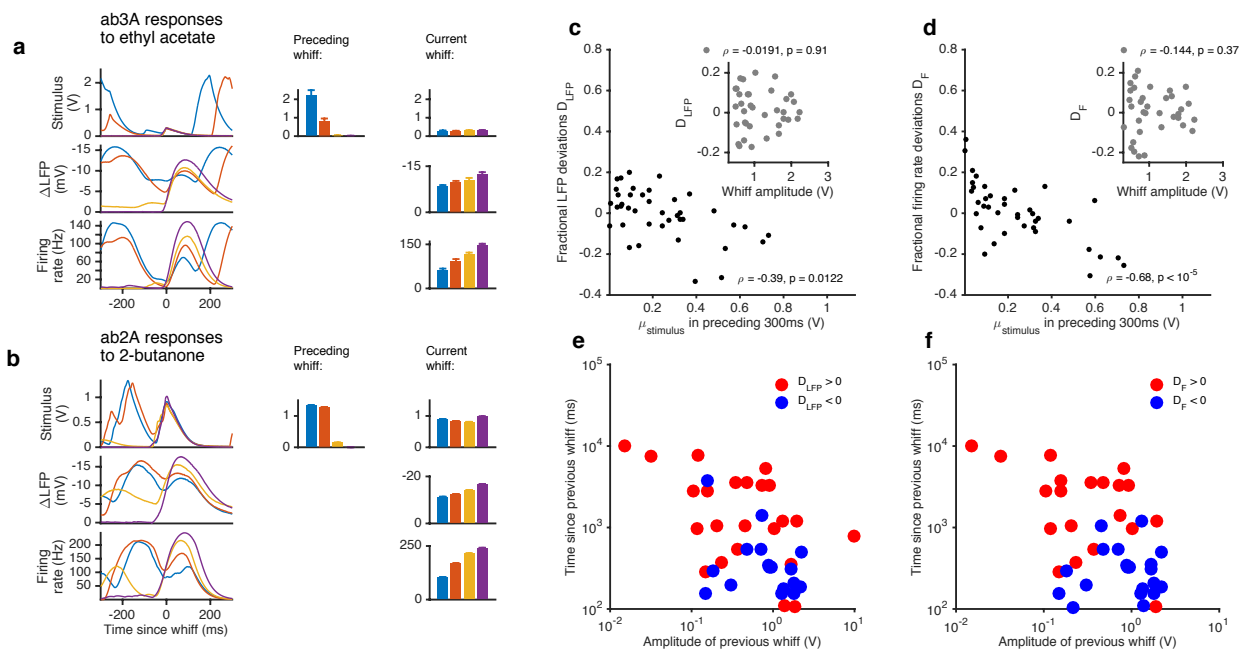 ab3A responses
to ethyl acetate
a
Preceding
whiff:
Current
whiff:
Stimulus
(V)
2
1
0
2
1
0
2
1
0
ΔLFP
(mV)
-15
-10
-5
0
-15
0
Firing
rate (Hz)
120
80
40
0
150
0
-200
0
200
ab2A responses
to 2-butanone
b
Preceding
whiff:
Current
whiff:
Stimulus
(V)
1
0.5
0
1
0
1
0
ΔLFP
(mV)
-15
-10
-5
0
-20
0
Firing
rate (Hz)
200
150
100
50
0
250
0
-200
0
200
Time since whiff (ms)
c
Fractional LFP deviations D_LFP
0.8
0.6
0.4
0.2
0
-0.2
-0.4
0.2
0.4
0.6
0.8
1
μ_stimulus in preceding 300ms (V)
ρ = -0.0191, p = 0.91
D_LFP
0.2
0
-0.2
1
2
3
Whiff amplitude (V)
ρ = -0.39, p = 0.0122
d
Fractional firing rate deviations D_F
0.8
0.6
0.4
0.2
0
-0.2
-0.4
0.2
0.4
0.6
0.8
1
μ_stimulus in preceding 300ms (V)
ρ = -0.144, p = 0.37
D_F
0.2
0
-0.2
1
2
3
Whiff amplitude (V)
ρ = -0.68, p < 10^-5
e
Time since previous whiff (ms)
10^5
10^4
10^3
10^2
10^-2
10^-1
10^0
10^1
Amplitude of previous whiff (V)
D_LFP > 0
D_LFP < 0
f
Time since previous whiff (ms)
10^5
10^4
10^3
10^2
10^-2
10^-1
10^0
10^1
Amplitude of previous whiff (V)
D_F > 0
D_F < 0